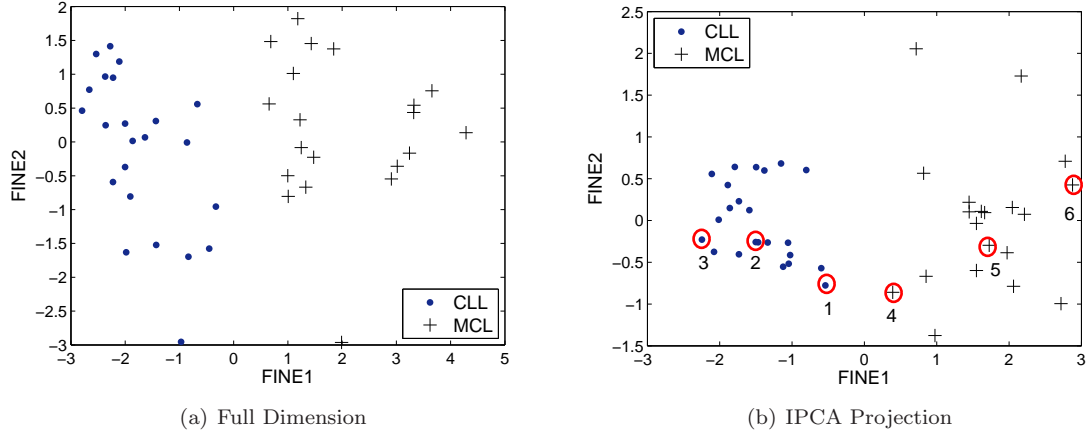 2
1.5
1
0.5
0
−0.5
−1
−1.5
−2
−2.5
−3
FINE2
CLL
MCL
−3 −2 −1 0 1 2 3 4 5
FINE1
(a) Full Dimension
2.5
2
1.5
1
0.5
0
−0.5
−1
−1.5
FINE2
CLL
MCL
6
3 2 5
1 4
−3 −2 −1 0 1 2 3
FINE1
(b) IPCA Projection